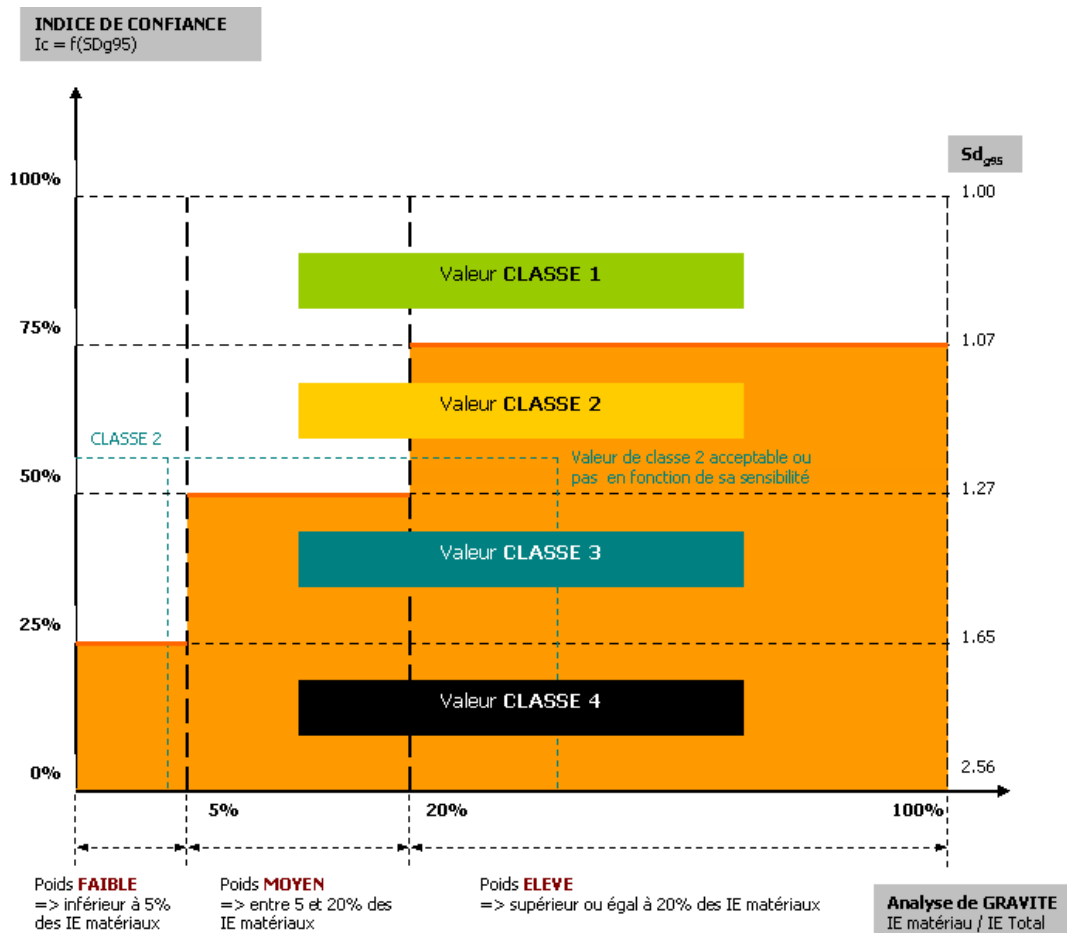 INDICE DE CONFIANCE
Ic = f(SDg95)
Sdg95
100%
1.00
Valeur CLASSE 1
75%
1.07
Valeur CLASSE 2
CLASSE 2
Valeur de classe 2 acceptable ou
pas en fonction de sa sensibilité
50%
1.27
Valeur CLASSE 3
25%
1.65
Valeur CLASSE 4
0%
2.56
5%
20%
100%
Poids FAIBLE
=> inférieur à 5%
des IE matériaux
Poids MOYEN
=> entre 5 et 20% des
IE matériaux
Poids ELEVE
=> supérieur ou égal à 20% des IE matériaux
Analyse de GRAVITE
IE matériau / IE Total